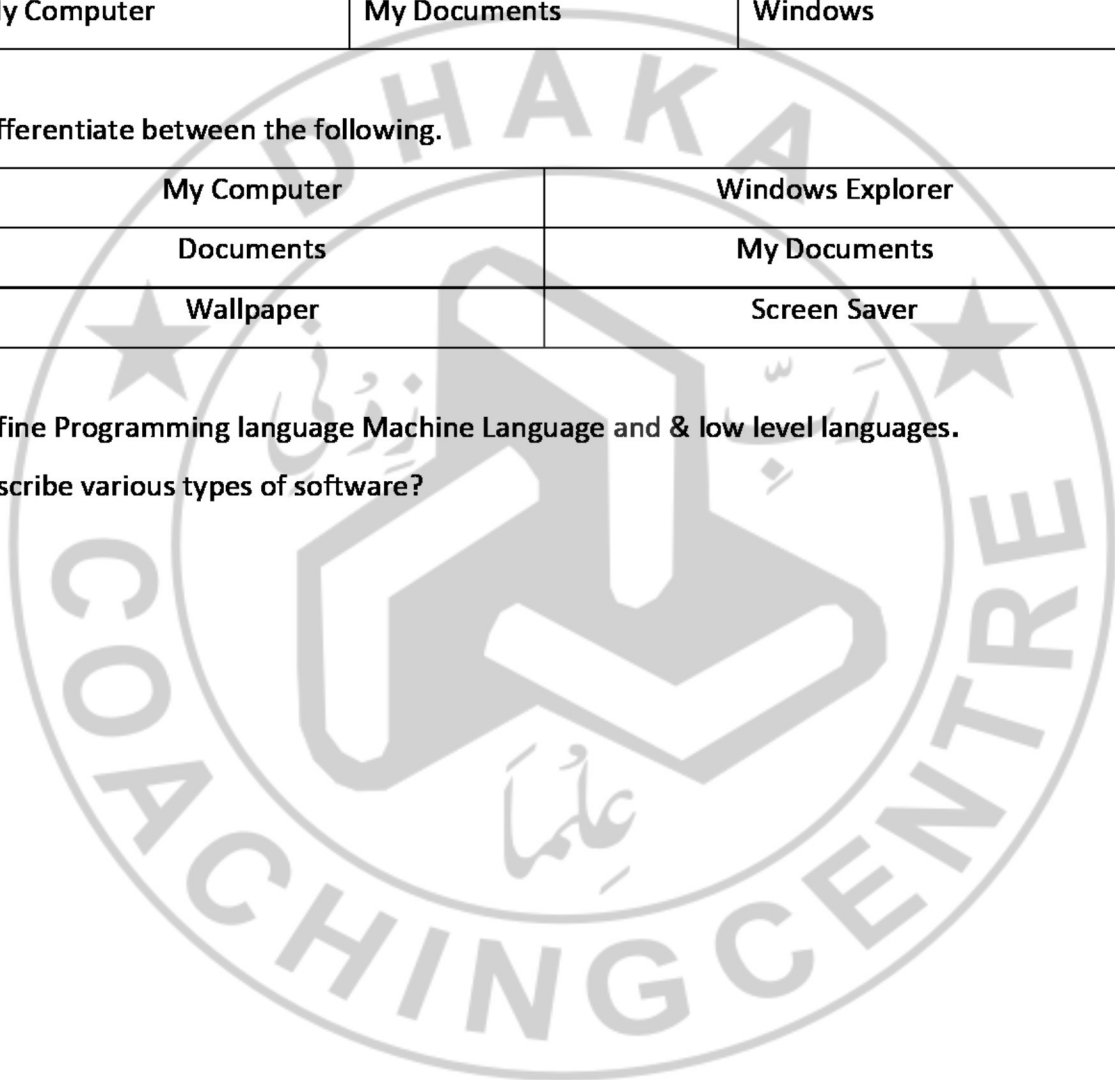 y Computer My Documents Windows
fferentiate between the following.
My Computer Windows Explorer
Documents My Documents
Wallpaper Screen Saver
fine Programming language Machine Language and & low level languages.
scribe various types of software?
DHAKA
رَبِّ زِدْنِي
عِلْمًا
COACHING CENTRE